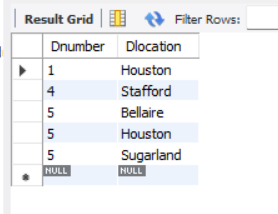 Result Grid Filter Rows:
Dnumber Dlocation
1 Houston
4 Stafford
5 Bellaire
5 Houston
5 Sugarland
NULL NULL